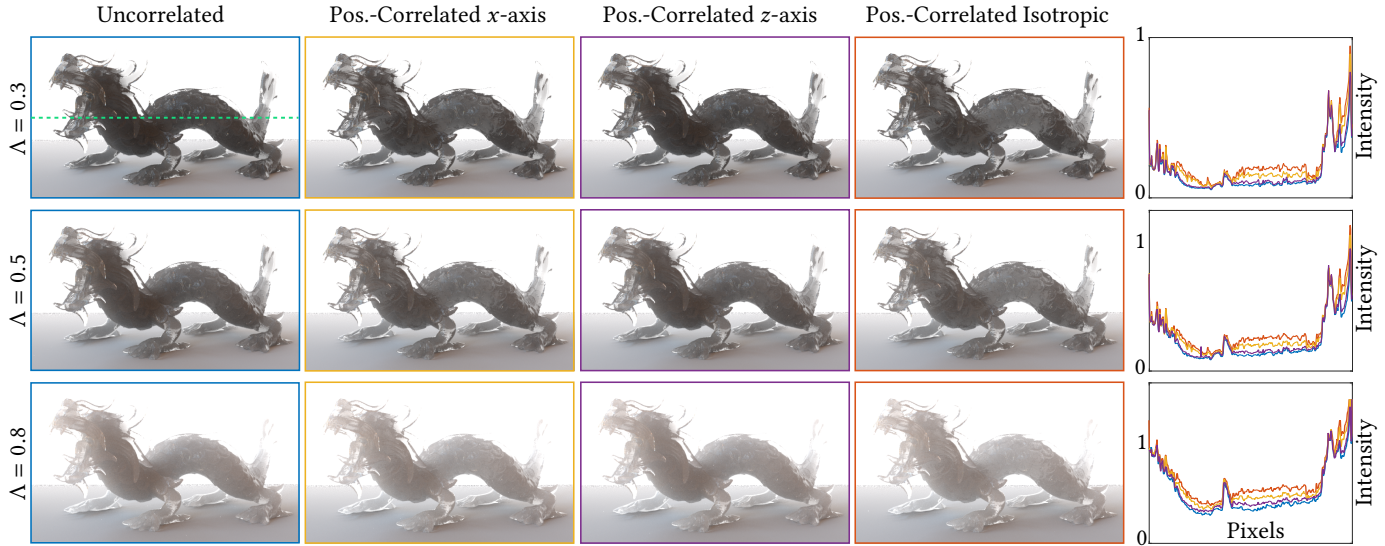 Uncorrelated Pos.-Correlated x-axis Pos.-Correlated z-axis Pos.-Correlated Isotropic
Λ = 0.3
1
0
Intensity
Λ = 0.5
1
0
Intensity
Λ = 0.8
1
0
Intensity
Pixels